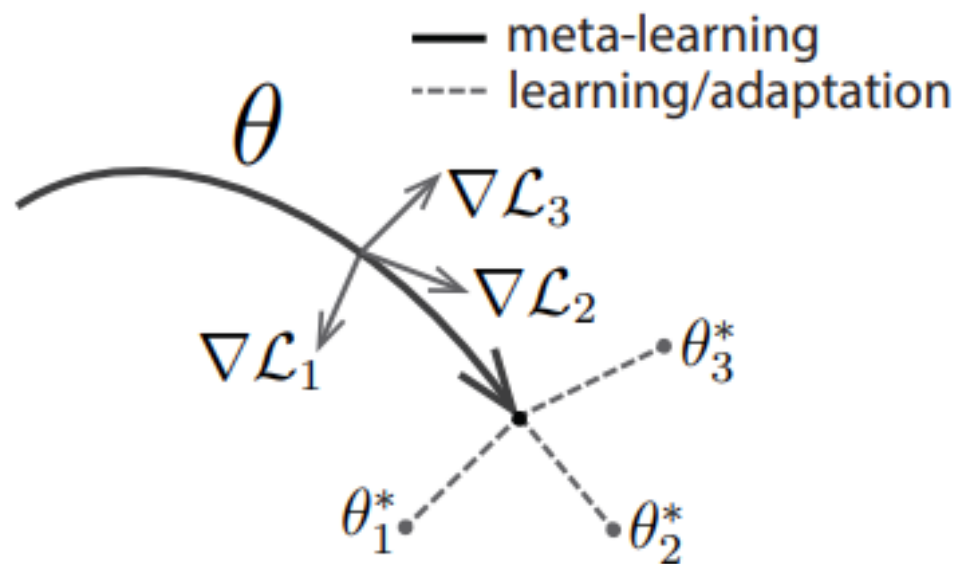 meta-learning
learning/adaptation
θ
∇ℒ₃
∇ℒ₂
∇ℒ₁
θ₃*
θ₁*
θ₂*